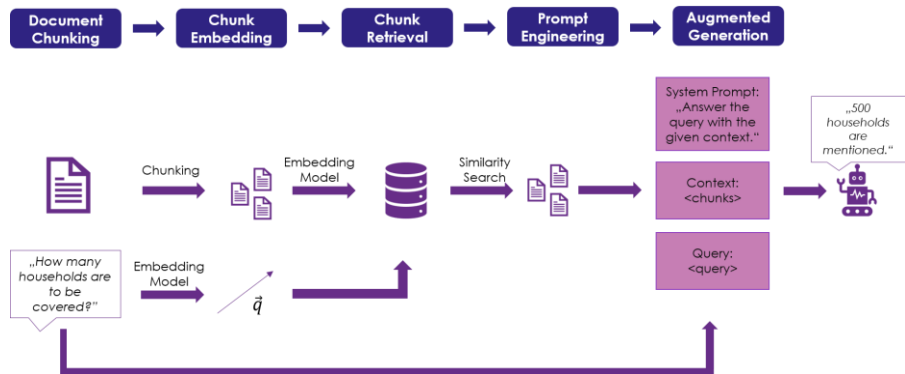 Document
Chunking
Chunk
Embedding
Chunk
Retrieval
Prompt
Engineering
Augmented
Generation
System Prompt:
„Answer the
query with the
given context.“
„500
households
are
mentioned.“
Chunking
Embedding
Model
Similarity
Search
Context:
<chunks>
„How many
households are
to be
covered?”
Embedding
Model
q⃗
Query:
<query>